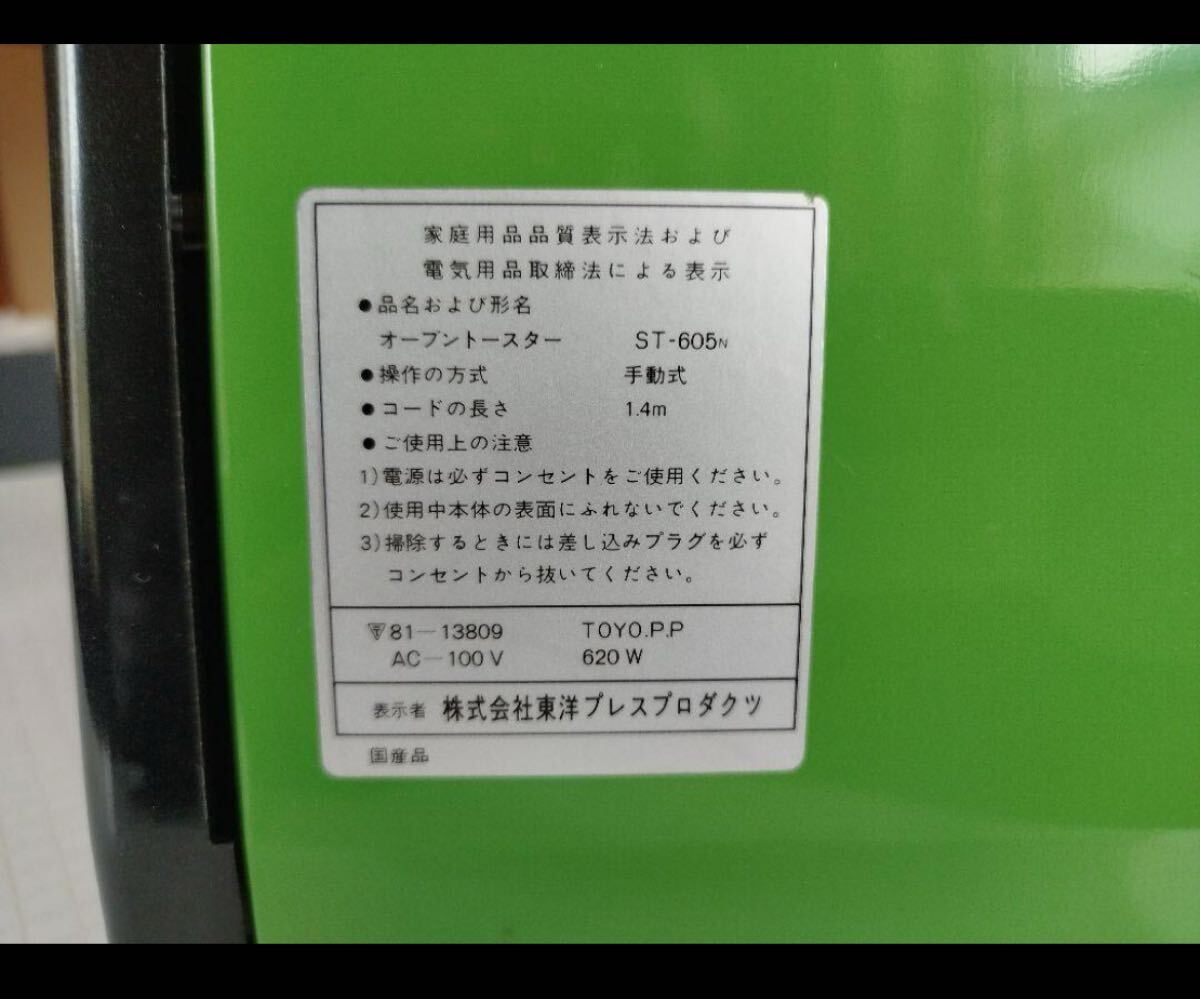 家庭用品品質表示法および
電気用品取締法による表示
●品名および形名
オーブントースター ST-605N
●操作の方式 手動式
●コードの長さ 1.4m
●ご使用上の注意
1)電源は必ずコンセントをご使用ください。
2)使用中本体の表面にふれないでください。
3)掃除するときには差し込みプラグを必ず
コンセントから抜いてください。
81-13809 TOYO.P.P
AC-100V 620W
表示者 株式会社東洋プレスプロダクツ
国産品